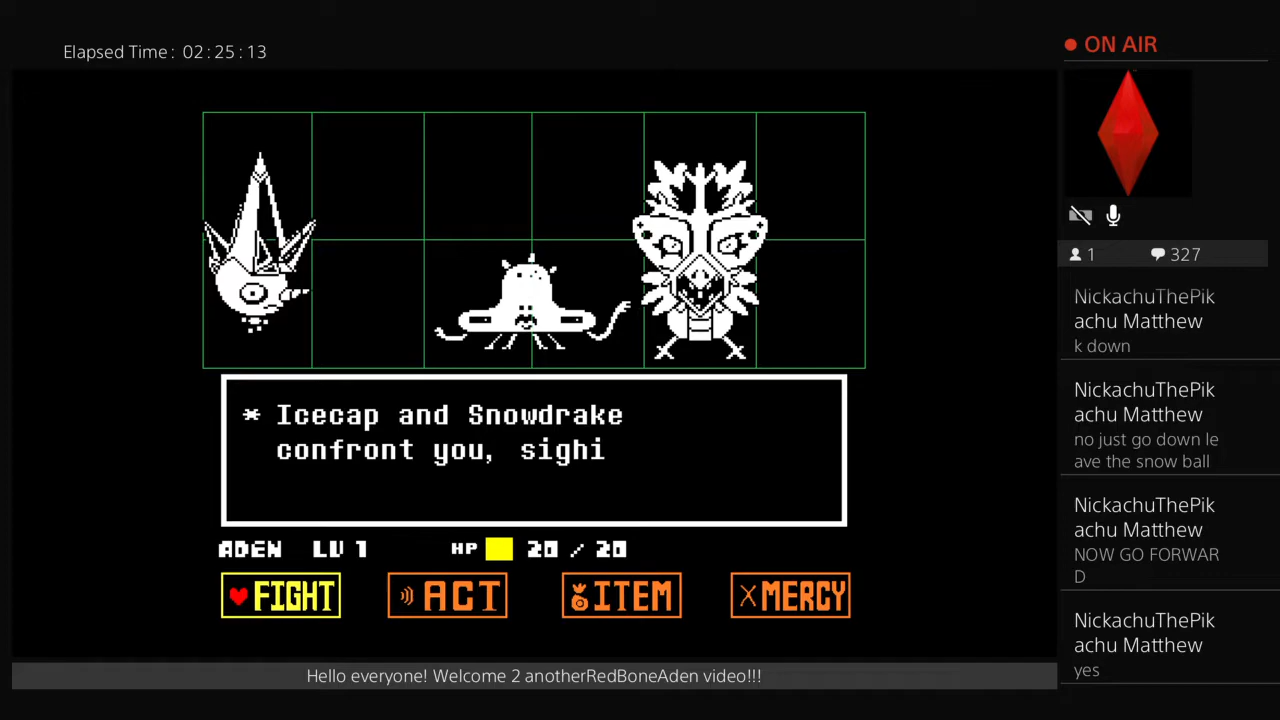 Elapsed Time: 02:25:13
ON AIR
* Icecap and Snowdrake
confront you, sighi
ADEN LV 1 HP 20 / 20
FIGHT ACT ITEM MERCY
Hello everyone! Welcome 2 anotherRedBoneAden video!!!
1 327
NickachuThePik
achu Matthew
k down
NickachuThePik
achu Matthew
no just go down le
ave the snow ball
NickachuThePik
achu Matthew
NOW GO FORWAR
D
NickachuThePik
achu Matthew
yes